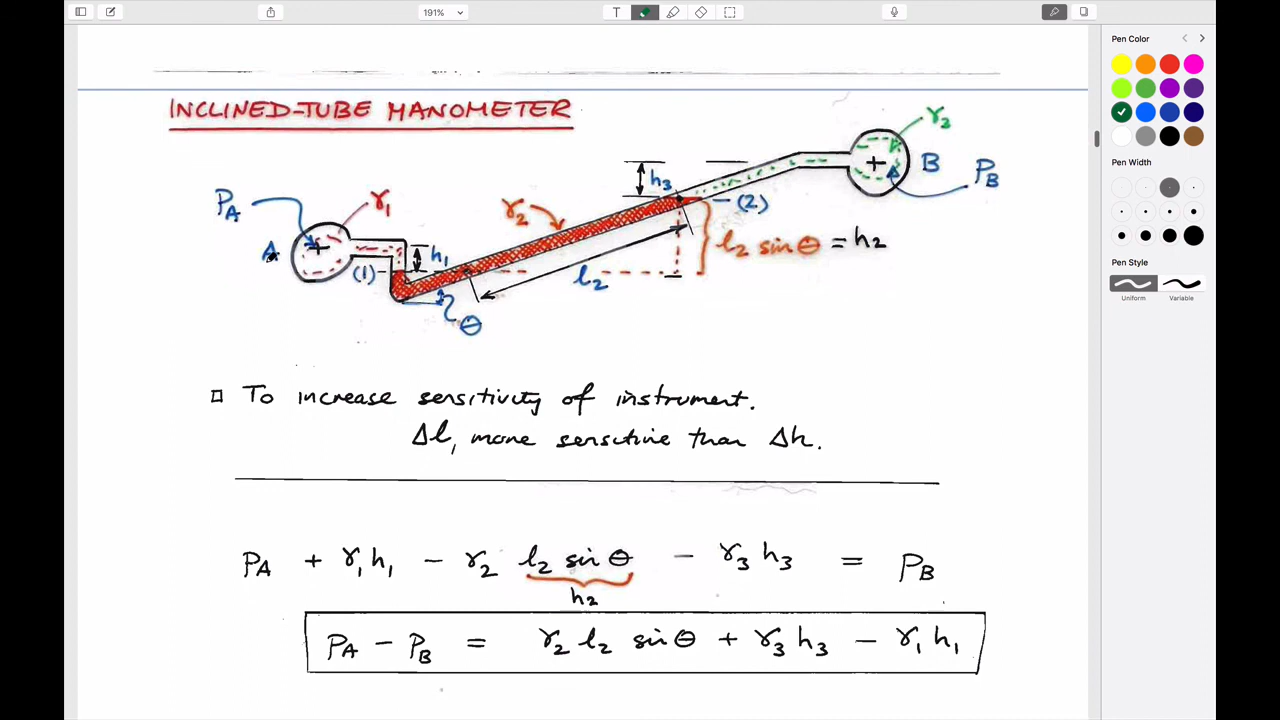 191%
T
Pen Color
INCLINED-TUBE MANOMETER
γ3
B
PB
h3
(2)
PA
γ1
γ2
l2 sin θ = h2
A
h1
(1)
l2
θ
Pen Width
Pen Style
Uniform Variable
□ To increase sensitivity of instrument.
Δl, more sensitive than Δh.
PA + γ1 h1 − γ2 l2 sin θ − γ3 h3 = PB
h2
PA − PB = γ2 l2 sin θ + γ3 h3 − γ1 h1